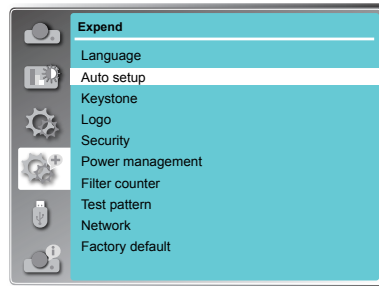 Expend
Language
Auto setup
Keystone
Logo
Security
Power management
Filter counter
Test pattern
Network
Factory default